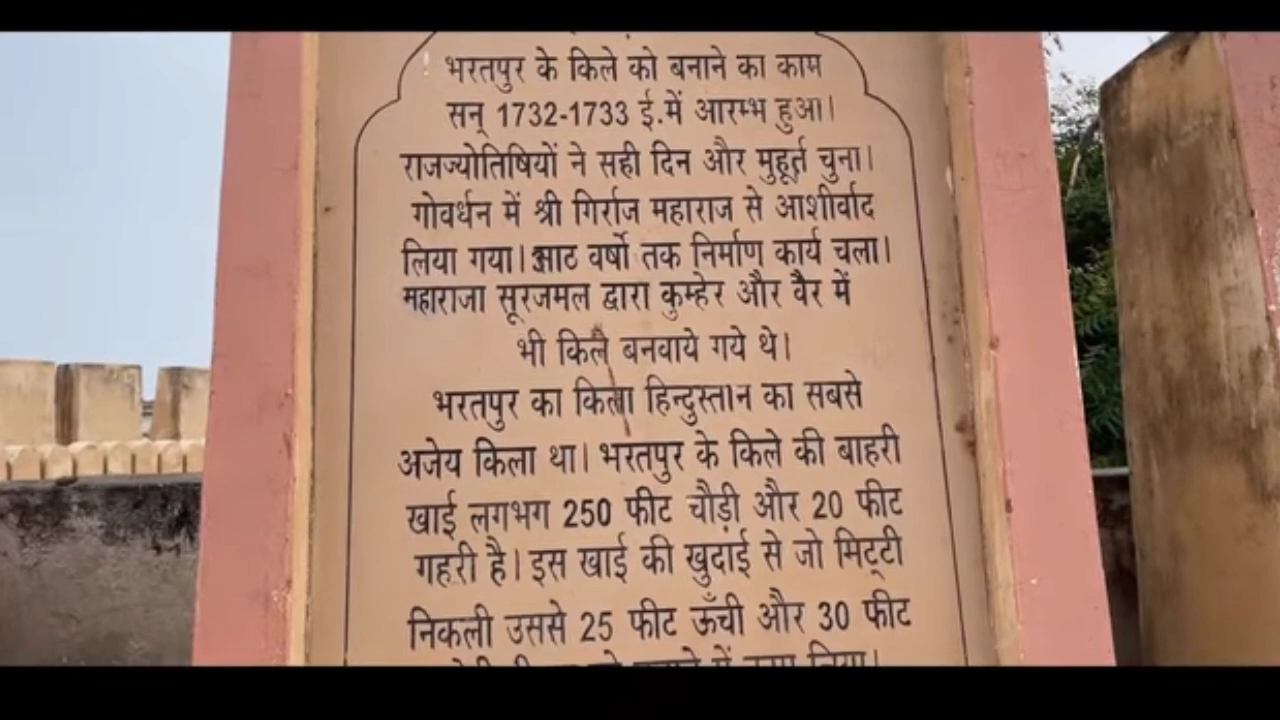 भरतपुर के किले को बनाने का काम
सन् 1732-1733 ई.में आरम्भ हुआ।
राजज्योतिषियों ने सही दिन और मुहूर्त चुना।
गोवर्धन में श्री गिर्राज महाराज से आशीर्वाद
लिया गया। आठ वर्षो तक निर्माण कार्य चला।
महाराजा सूरजमल द्वारा कुम्हेर और वैर में
भी किले बनवाये गये थे।
भरतपुर का किला हिन्दुस्तान का सबसे
अजेय किला था। भरतपुर के किले की बाहरी
खाई लगभग 250 फीट चौड़ी और 20 फीट
गहरी है। इस खाई की खुदाई से जो मिट्टी
निकली उससे 25 फीट ऊँची और 30 फीट